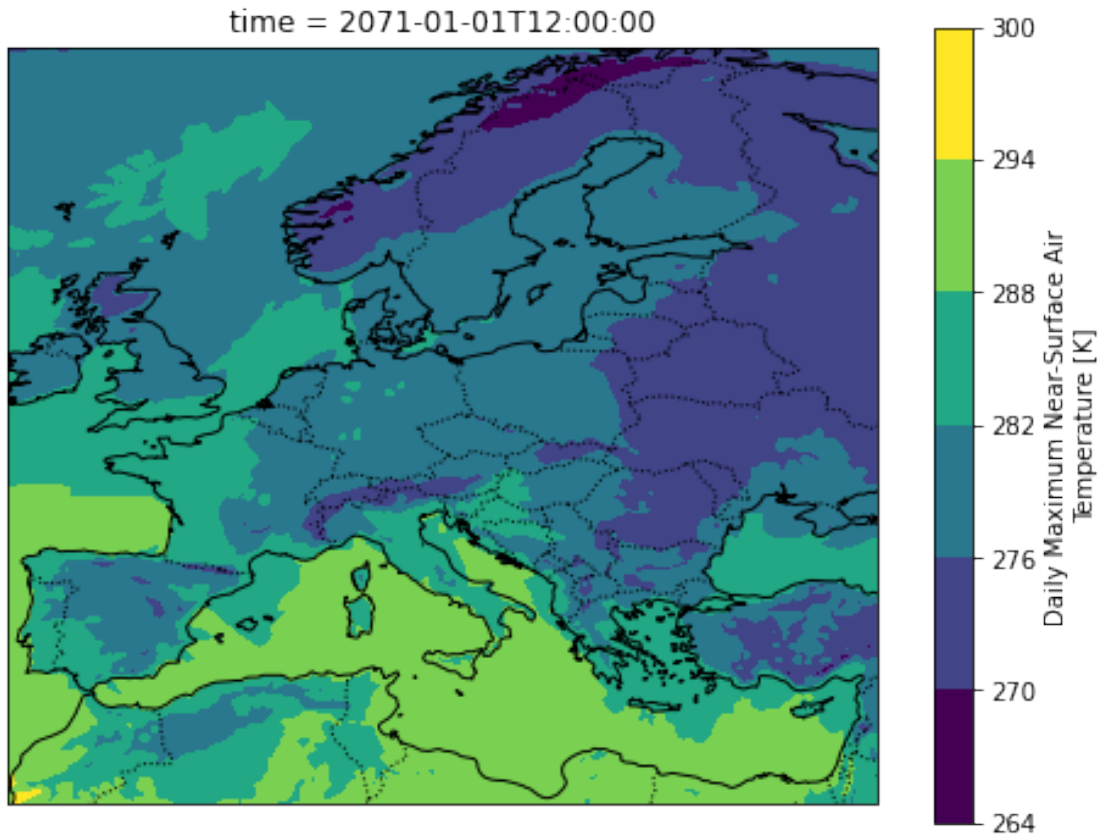 time = 2071-01-01T12:00:00
300
294
288
282
276
270
264
Daily Maximum Near-Surface Air
Temperature [K]